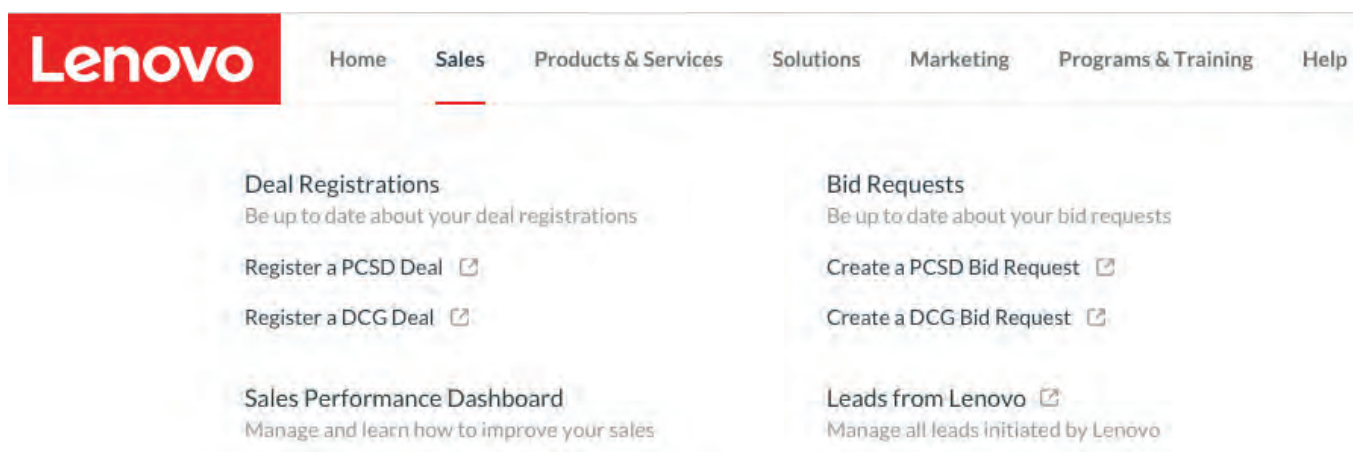 Lenovo
Home Sales Products & Services Solutions Marketing Programs & Training Help
Deal Registrations
Be up to date about your deal registrations
Register a PCSD Deal
Register a DCG Deal
Bid Requests
Be up to date about your bid requests
Create a PCSD Bid Request
Create a DCG Bid Request
Sales Performance Dashboard
Manage and learn how to improve your sales
Leads from Lenovo
Manage all leads initiated by Lenovo